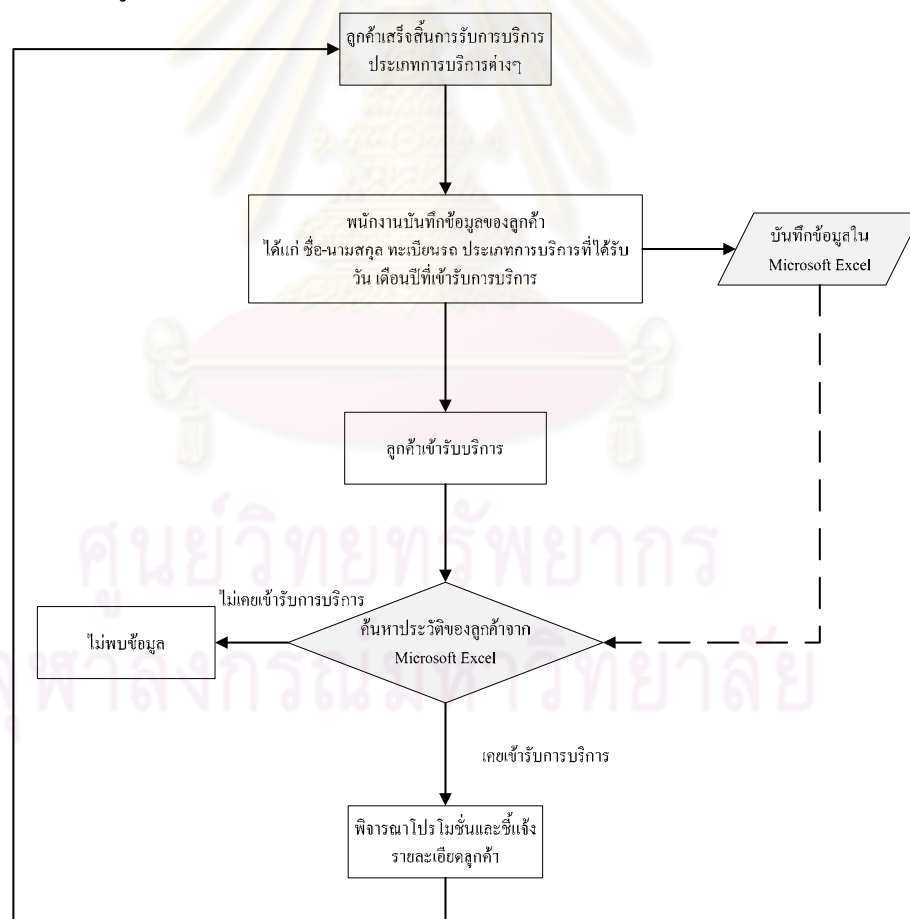 ลูกค้าเสร็จสิ้นการรับการบริการ
ประเภทการบริการต่างๆ
พนักงานบันทึกข้อมูลของลูกค้า
ได้แก่ ชื่อ-นามสกุล ทะเบียนรถ ประเภทการบริการที่ได้รับ
วัน เดือนปีที่เข้ารับการบริการ
บันทึกข้อมูลใน
Microsoft Excel
ลูกค้าเข้ารับบริการ
ศูนย์วิทยทรัพยากร
ไม่เคยเข้ารับการบริการ
ค้นหาประวัติของลูกค้าจาก
Microsoft Excel
ไม่พบข้อมูล
จุฬาลงกรณ์มหาวิทยาลัย
เคยเข้ารับการบริการ
พิจารณาโปรโมชั่นและชี้แจ้ง
รายละเอียดลูกค้า